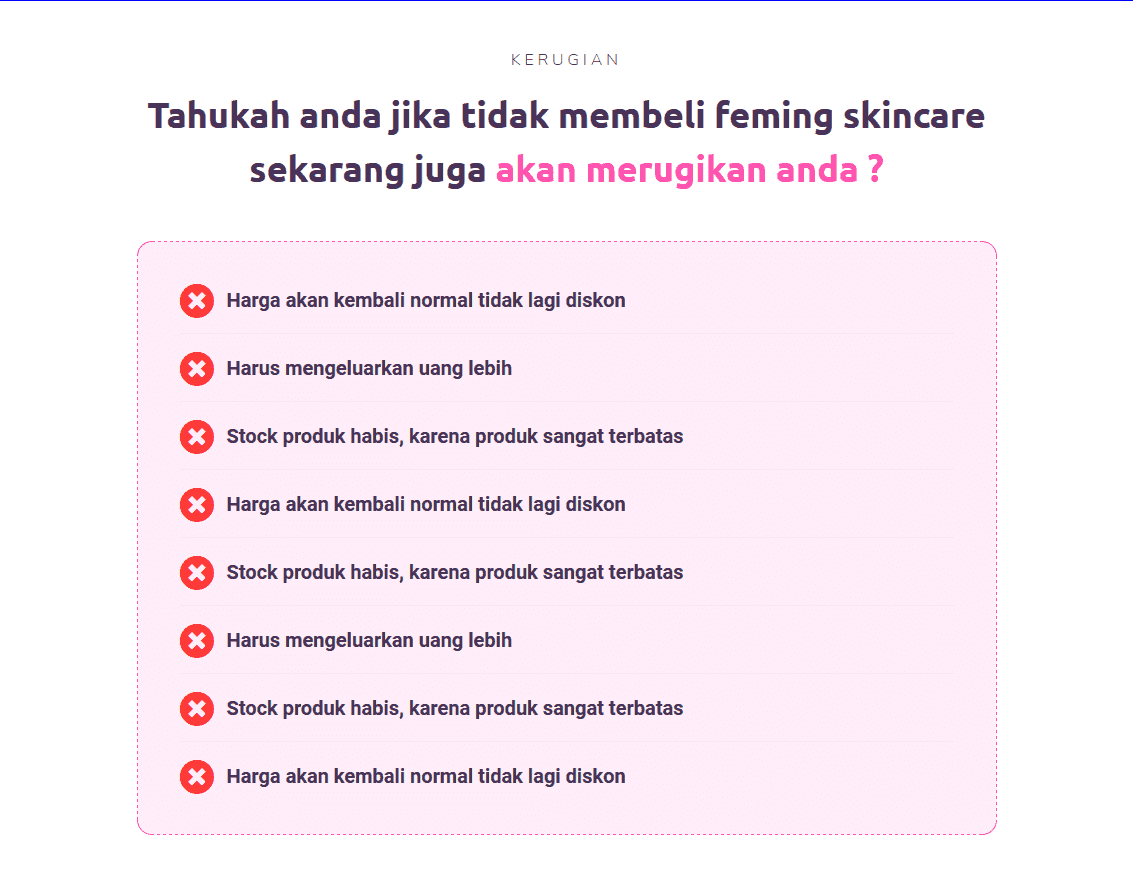 KERUGIAN
Tahukah anda jika tidak membeli feming skincare
sekarang juga akan merugikan anda ?
Harga akan kembali normal tidak lagi diskon
Harus mengeluarkan uang lebih
Stock produk habis, karena produk sangat terbatas
Harga akan kembali normal tidak lagi diskon
Stock produk habis, karena produk sangat terbatas
Harus mengeluarkan uang lebih
Stock produk habis, karena produk sangat terbatas
Harga akan kembali normal tidak lagi diskon